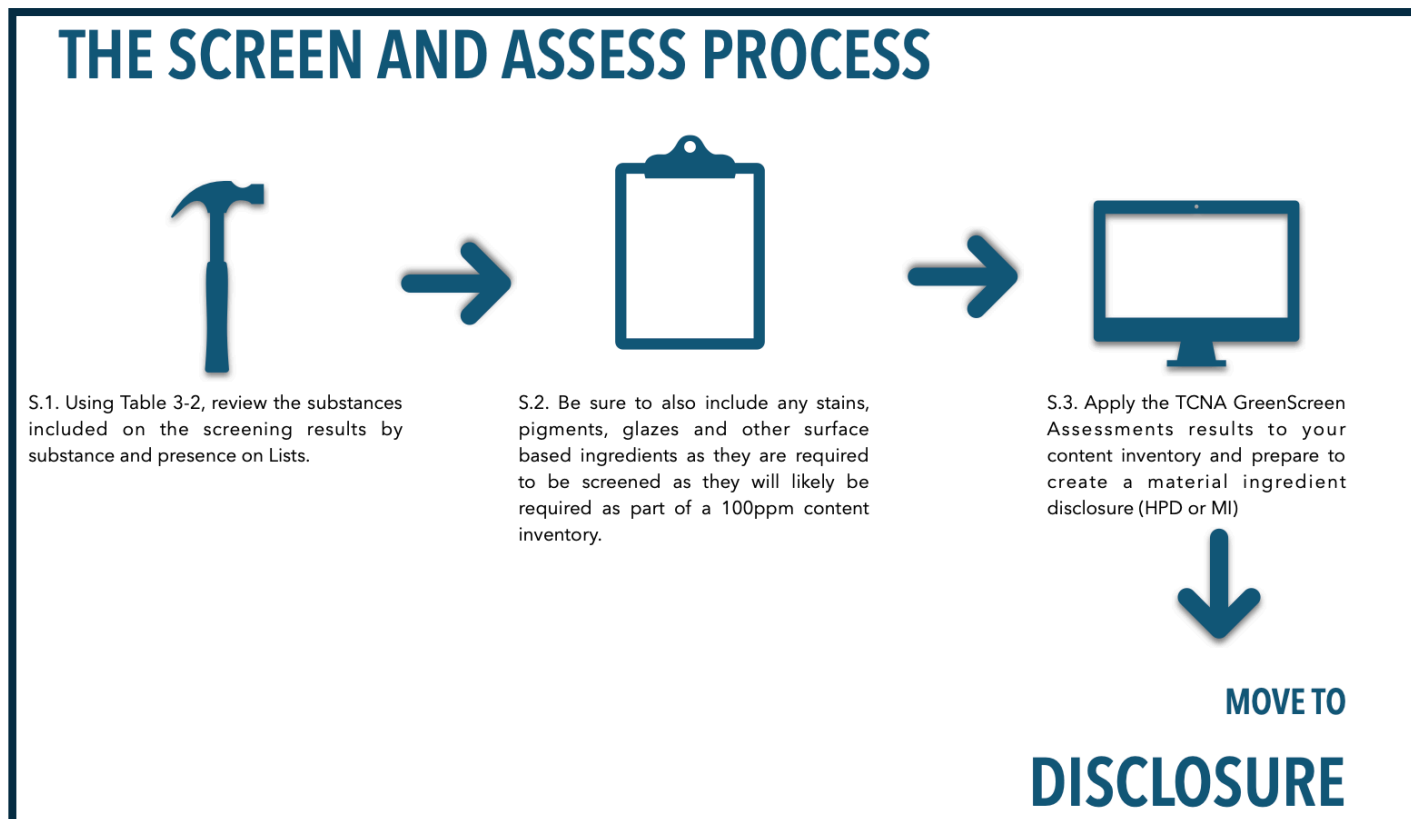 THE SCREEN AND ASSESS PROCESS
S.1. Using Table 3-2, review the substances
included on the screening results by
substance and presence on Lists.
S.2. Be sure to also include any stains,
pigments, glazes and other surface
based ingredients as they are required
to be screened as they will likely be
required as part of a 100ppm content
inventory.
S.3. Apply the TCNA GreenScreen
Assessments results to your
content inventory and prepare to
create a material ingredient
disclosure (HPD or MI)
MOVE TO
DISCLOSURE